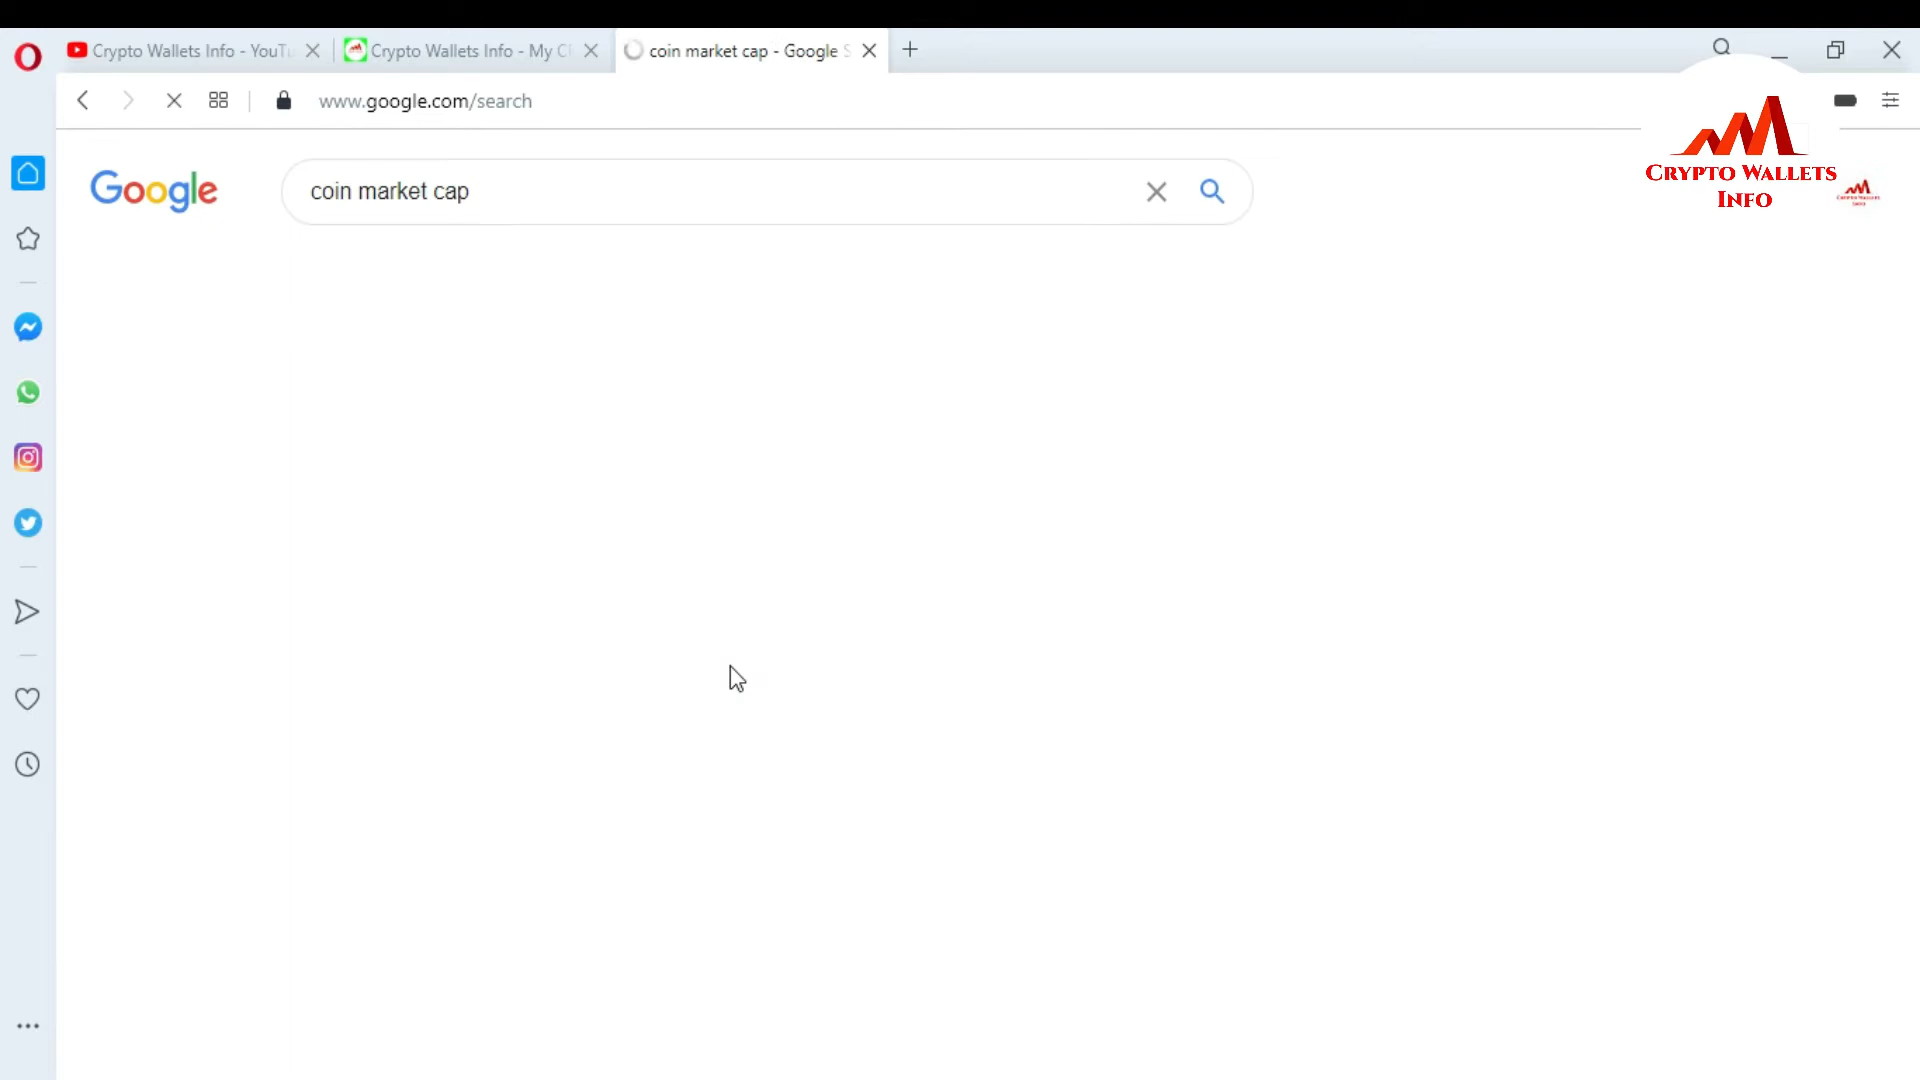 Crypto Wallets Info - YouTu
Crypto Wallets Info - My C
coin market cap - Google S
www.google.com/search
Google
coin market cap
CRYPTO WALLETS
INFO